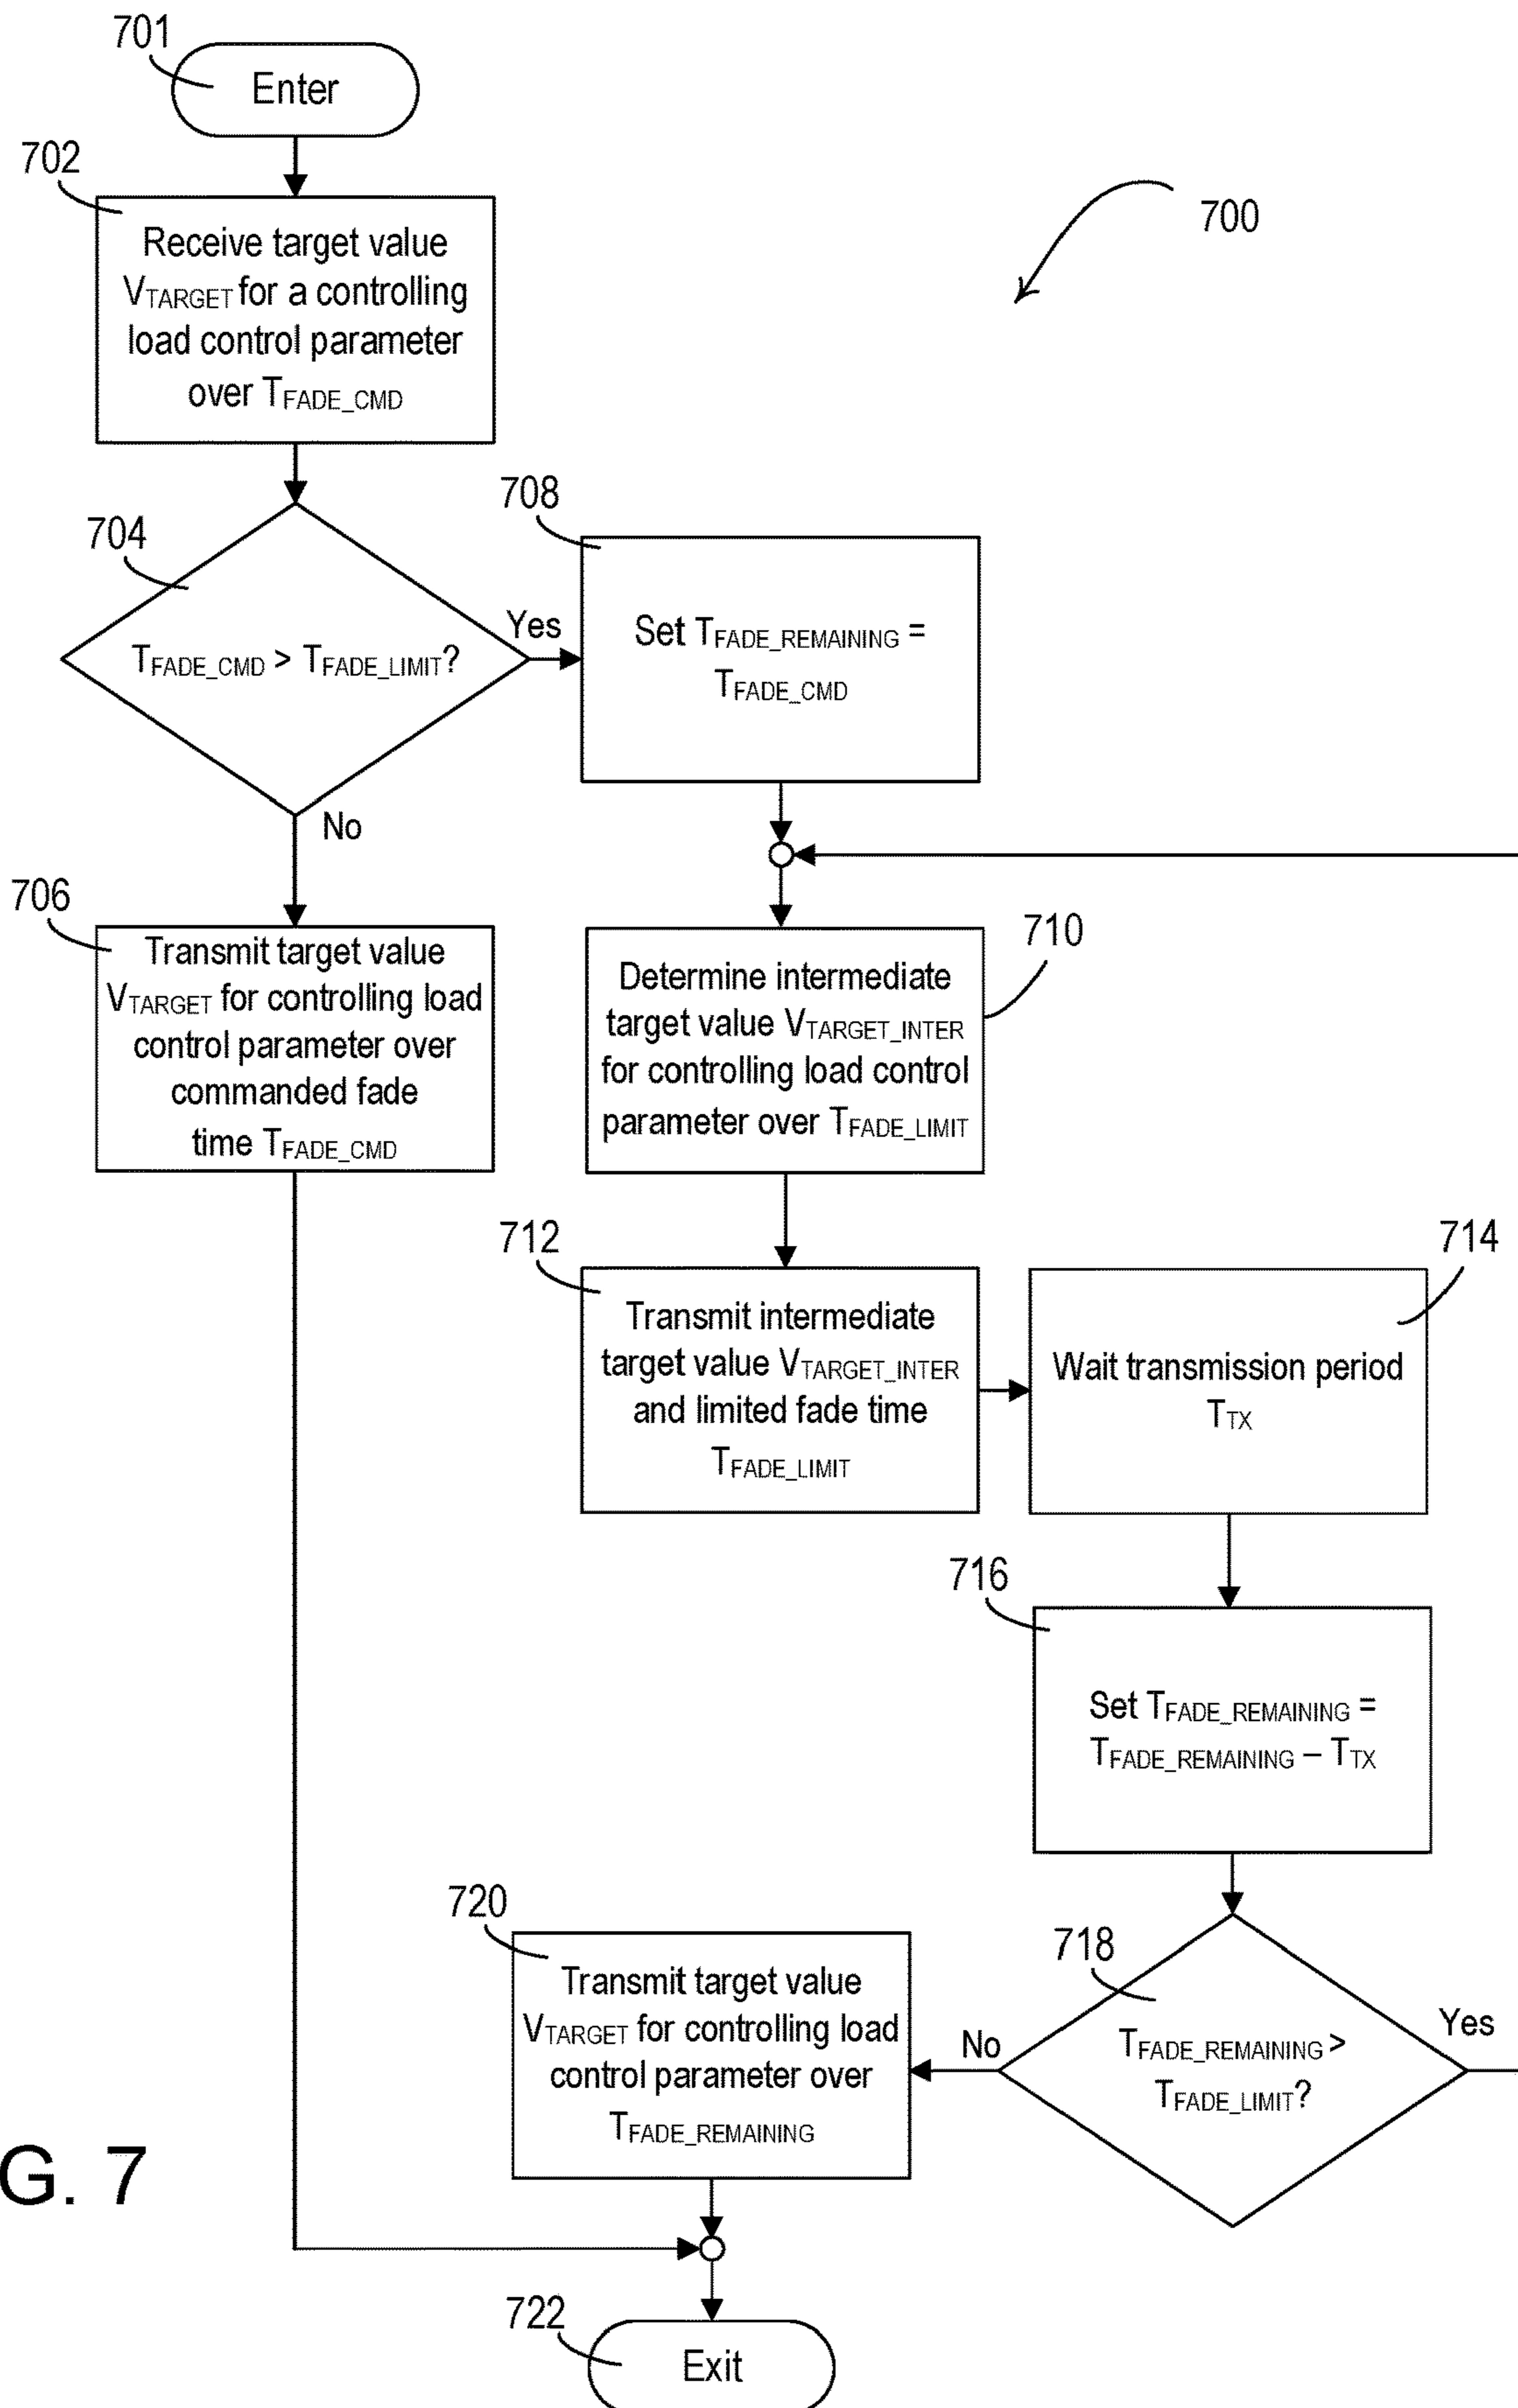 701
Enter
702
Receive target value
VTARGET for a controlling
load control parameter
over TFADE_CMD
700
704
TFADE_CMD > TFADE_LIMIT?
Yes
No
708
Set TFADE_REMAINING =
TFADE_CMD
706
Transmit target value
VTARGET for controlling load
control parameter over
commanded fade
time TFADE_CMD
710
Determine intermediate
target value VTARGET_INTER
for controlling load control
parameter over TFADE_LIMIT
712
Transmit intermediate
target value VTARGET_INTER
and limited fade time
TFADE_LIMIT
714
Wait transmission period
TTX
716
Set TFADE_REMAINING =
TFADE_REMAINING – TTX
718
TFADE_REMAINING >
TFADE_LIMIT?
Yes
No
720
Transmit target value
VTARGET for controlling load
control parameter over
TFADE_REMAINING
G. 7
722
Exit